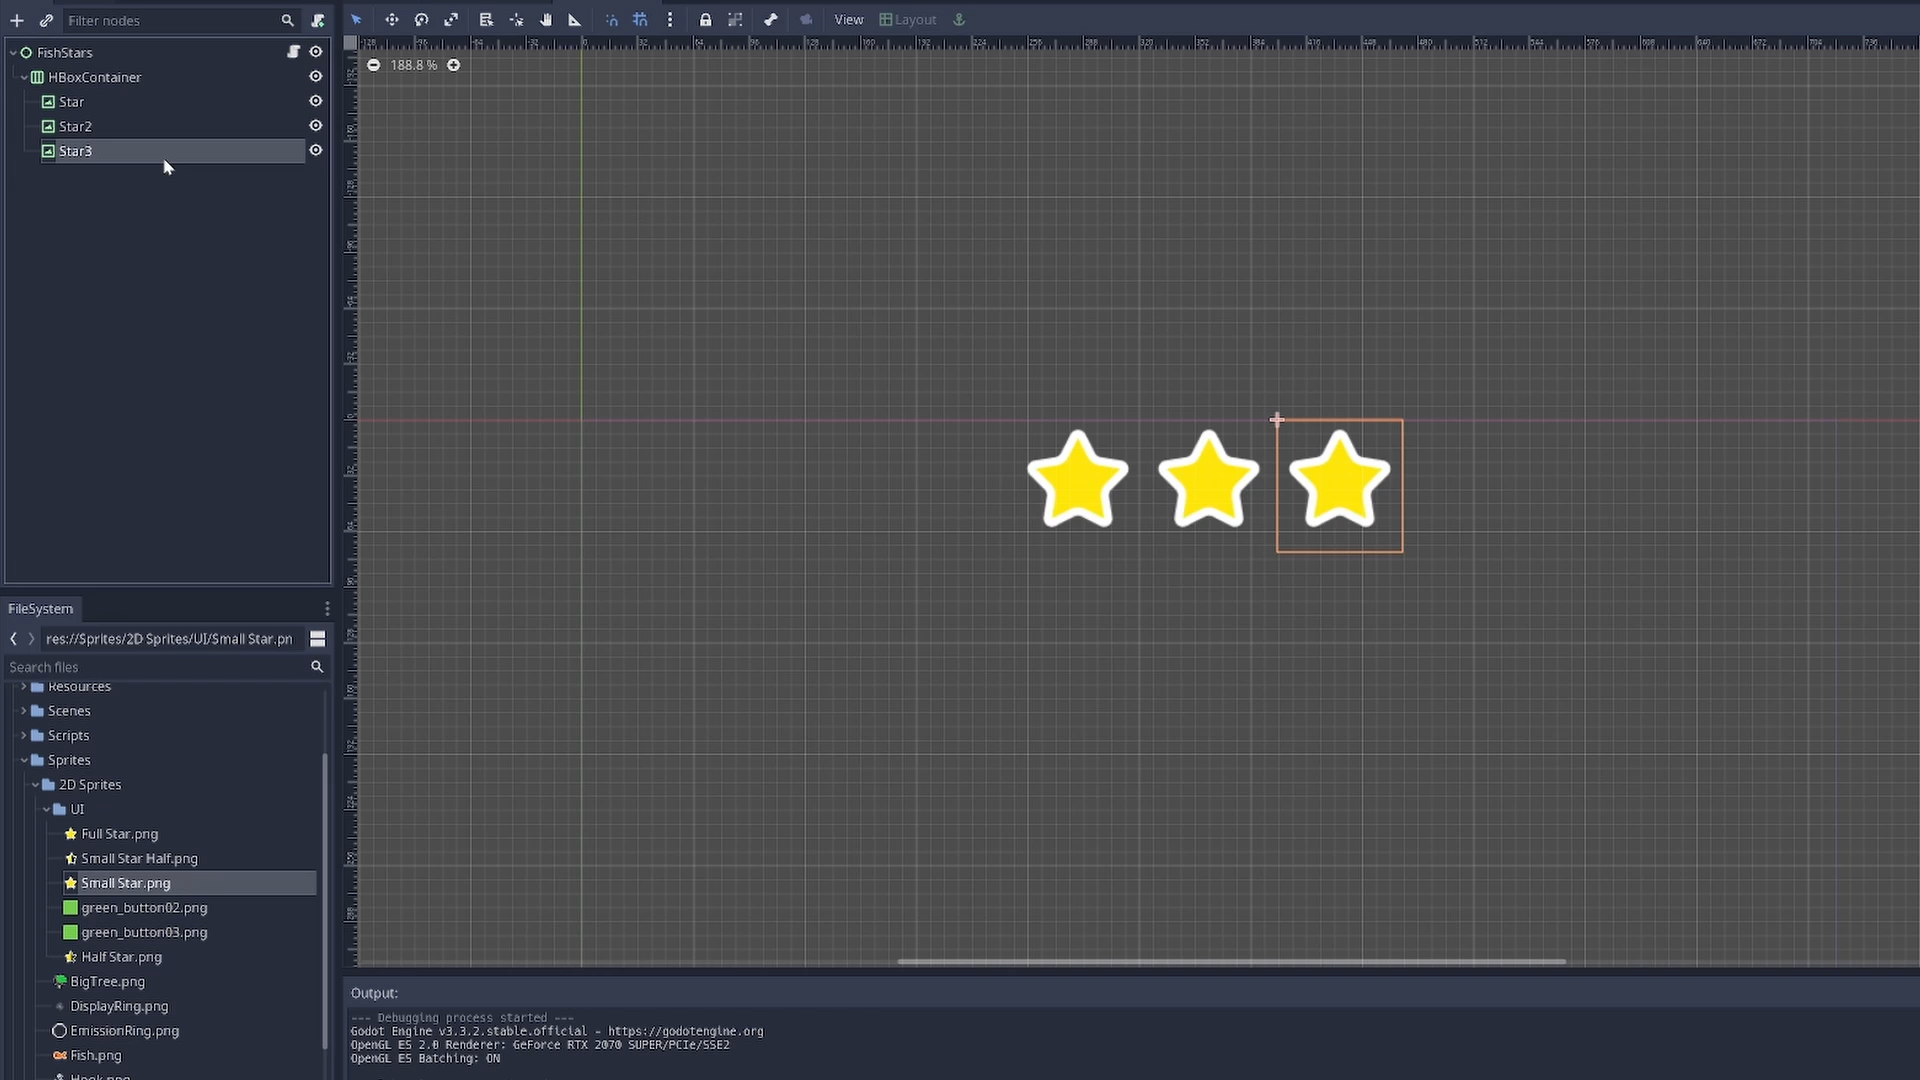 Filter nodes
FishStars
HBoxContainer
Star
Star2
Star3
View
Layout
188.8 %
FileSystem
res://Sprites/2D Sprites/UI/Small Star.pn
Search files
Resources
Scenes
Scripts
Sprites
2D Sprites
UI
Full Star.png
Small Star Half.png
Small Star.png
green_button02.png
green_button03.png
Half Star.png
BigTree.png
DisplayRing.png
EmissionRing.png
Fish.png
Hook.png
Output:
--- Debugging process started ---
Godot Engine v3.3.2.stable.official - https://godotengine.org
OpenGL ES 2.0 Renderer: GeForce RTX 2070 SUPER/PCIe/SSE2
OpenGL ES Batching: ON